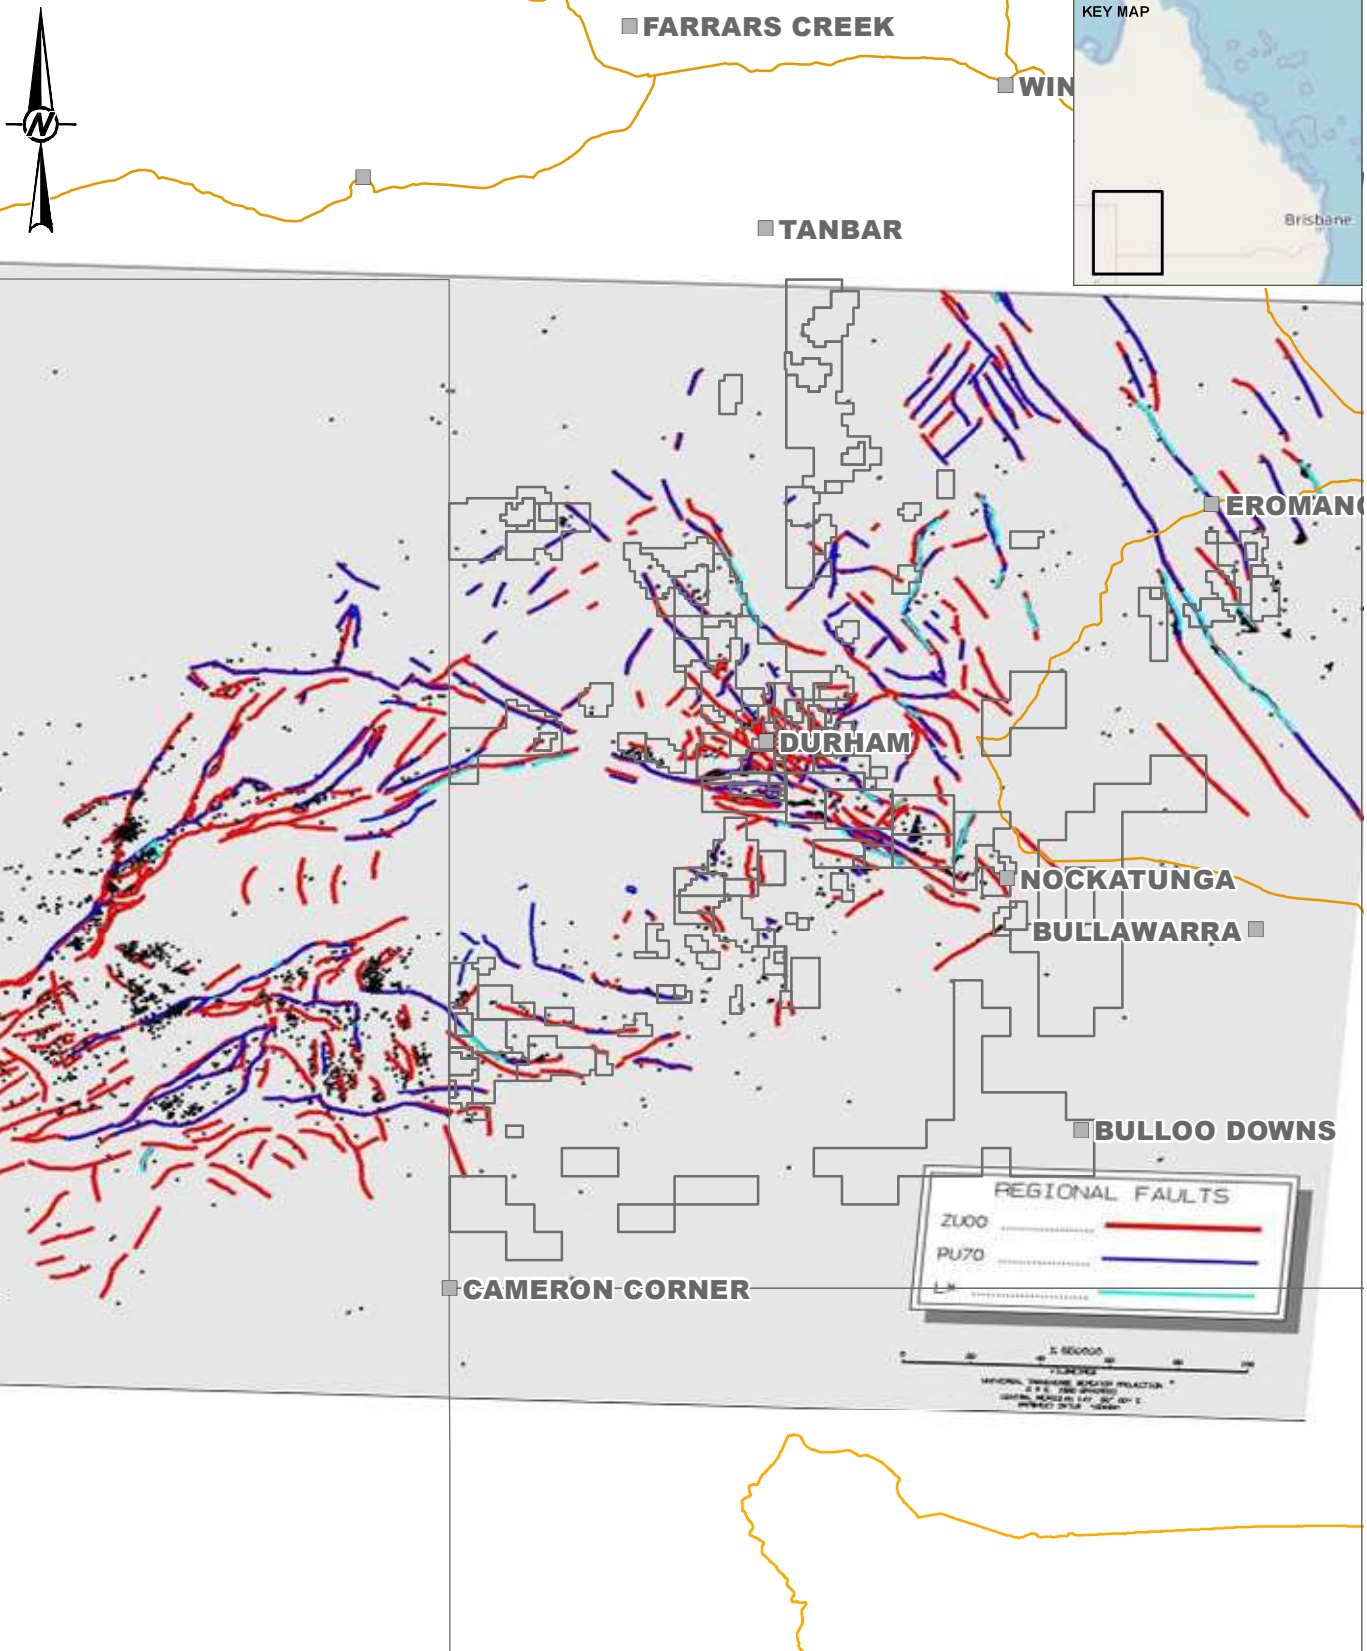 KEY MAP
FARRARS CREEK
N
WIN
Brisbane
TANBAR
EROMANG
DURHAM
NOCKATUNGA
BULLAWARRA
BULLOO DOWNS
REGIONAL FAULTS
ZU00
PU70
CAMERON CORNER